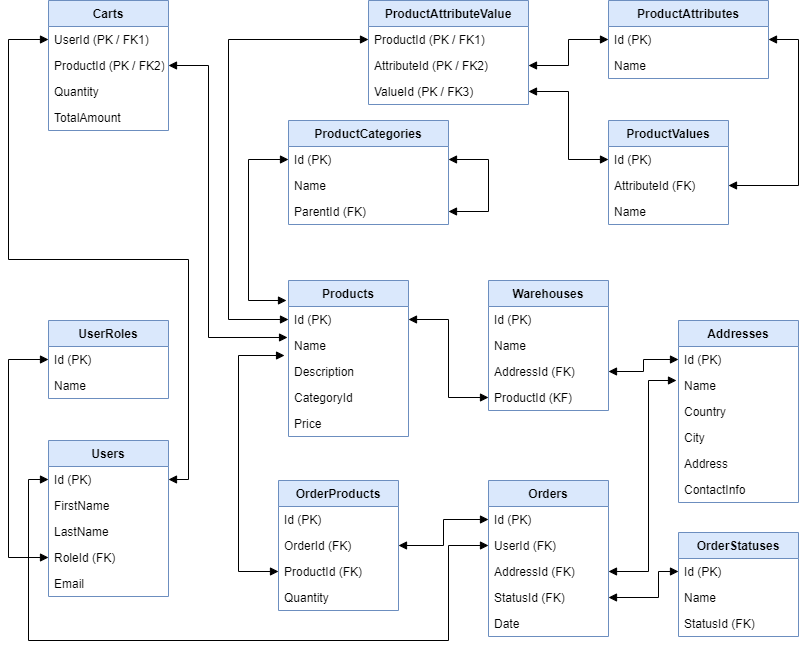 Carts
UserId (PK / FK1)
ProductId (PK / FK2)
Quantity
TotalAmount
ProductAttributeValue
ProductId (PK / FK1)
AttributeId (PK / FK2)
ValueId (PK / FK3)
ProductAttributes
Id (PK)
Name
ProductCategories
Id (PK)
Name
ParentId (FK)
ProductValues
Id (PK)
AttributeId (FK)
Name
Products
Id (PK)
Name
Description
CategoryId
Price
Warehouses
Id (PK)
Name
AddressId (FK)
ProductId (KF)
UserRoles
Id (PK)
Name
Addresses
Id (PK)
Name
Country
City
Address
ContactInfo
Users
Id (PK)
FirstName
LastName
RoleId (FK)
Email
OrderProducts
Id (PK)
OrderId (FK)
ProductId (FK)
Quantity
Orders
Id (PK)
UserId (FK)
AddressId (FK)
StatusId (FK)
Date
OrderStatuses
Id (PK)
Name
StatusId (FK)